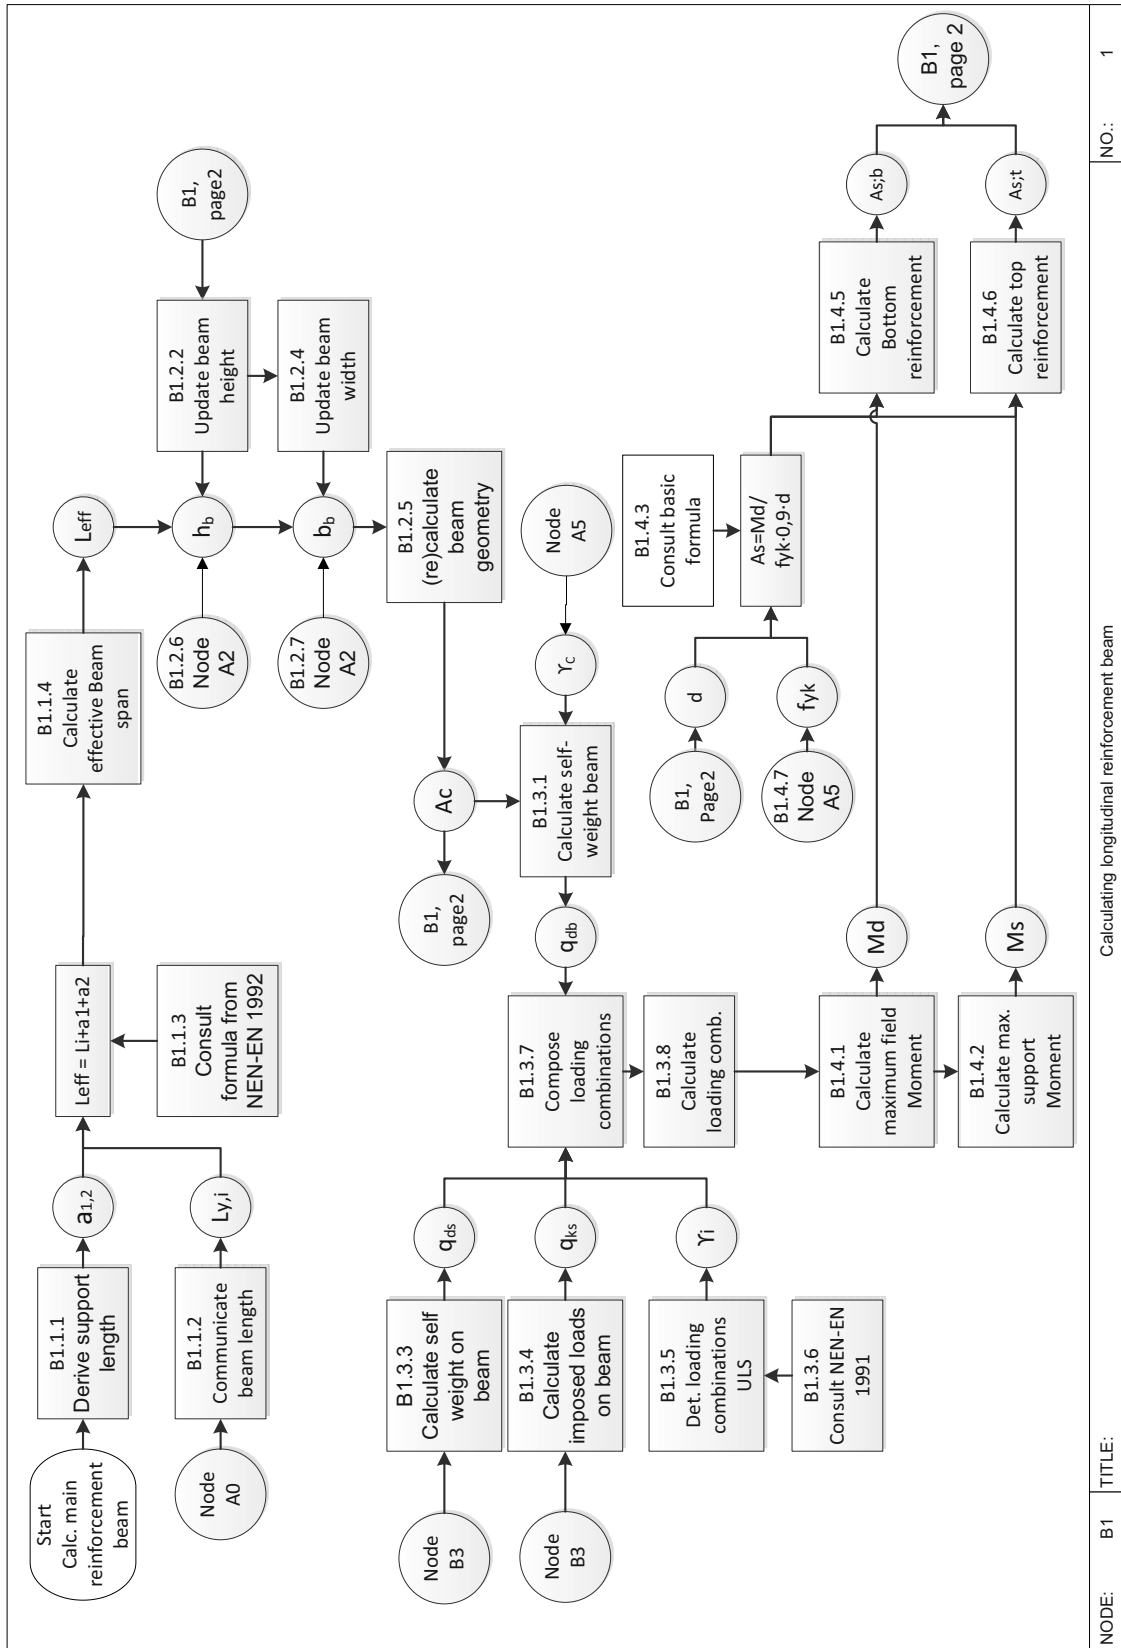 Start
Calc. main
reinforcement
beam
B1.1.1
Derive support
length
a1,2
Node
A0
B1.1.2
Communicate
beam length
Ly,i
Leff = Li+a1+a2
B1.1.3
Consult
formula from
NEN-EN 1992
B1.1.4
Calculate
effective Beam
span
Leff
B1.2.6
Node
A2
hb
B1.2.2
Update beam
height
B1,
page2
B1.2.7
Node
A2
bb
B1.2.4
Update beam
width
B1.2.5
(re)calculate
beam
geometry
Ac
B1,
page2
Node
B3
B1.3.3
Calculate self
weight on
beam
qds
Node
B3
B1.3.4
Calculate
imposed loads
on beam
qks
B1.3.5
Det. loading
combinations
ULS
γi
B1.3.6
Consult NEN-EN
1991
B1.3.7
Compose
loading
combinations
qdb
B1.3.1
Calculate self-
weight beam
γc
Node
A5
B1.3.8
Calculate
loading comb.
B1,
Page2
d
B1.4.7
Node
A5
fyk
B1.4.3
Consult basic
formula
As=Md/
fyk·0,9·d
B1.4.1
Calculate
maximum field
Moment
Md
B1.4.2
Calculate max.
support
Moment
Ms
B1.4.5
Calculate
Bottom
reinforcement
As;b
B1.4.6
Calculate top
reinforcement
As;t
B1,
page 2
NODE: B1 TITLE: Calculating longitudinal reinforcement beam NO.: 1